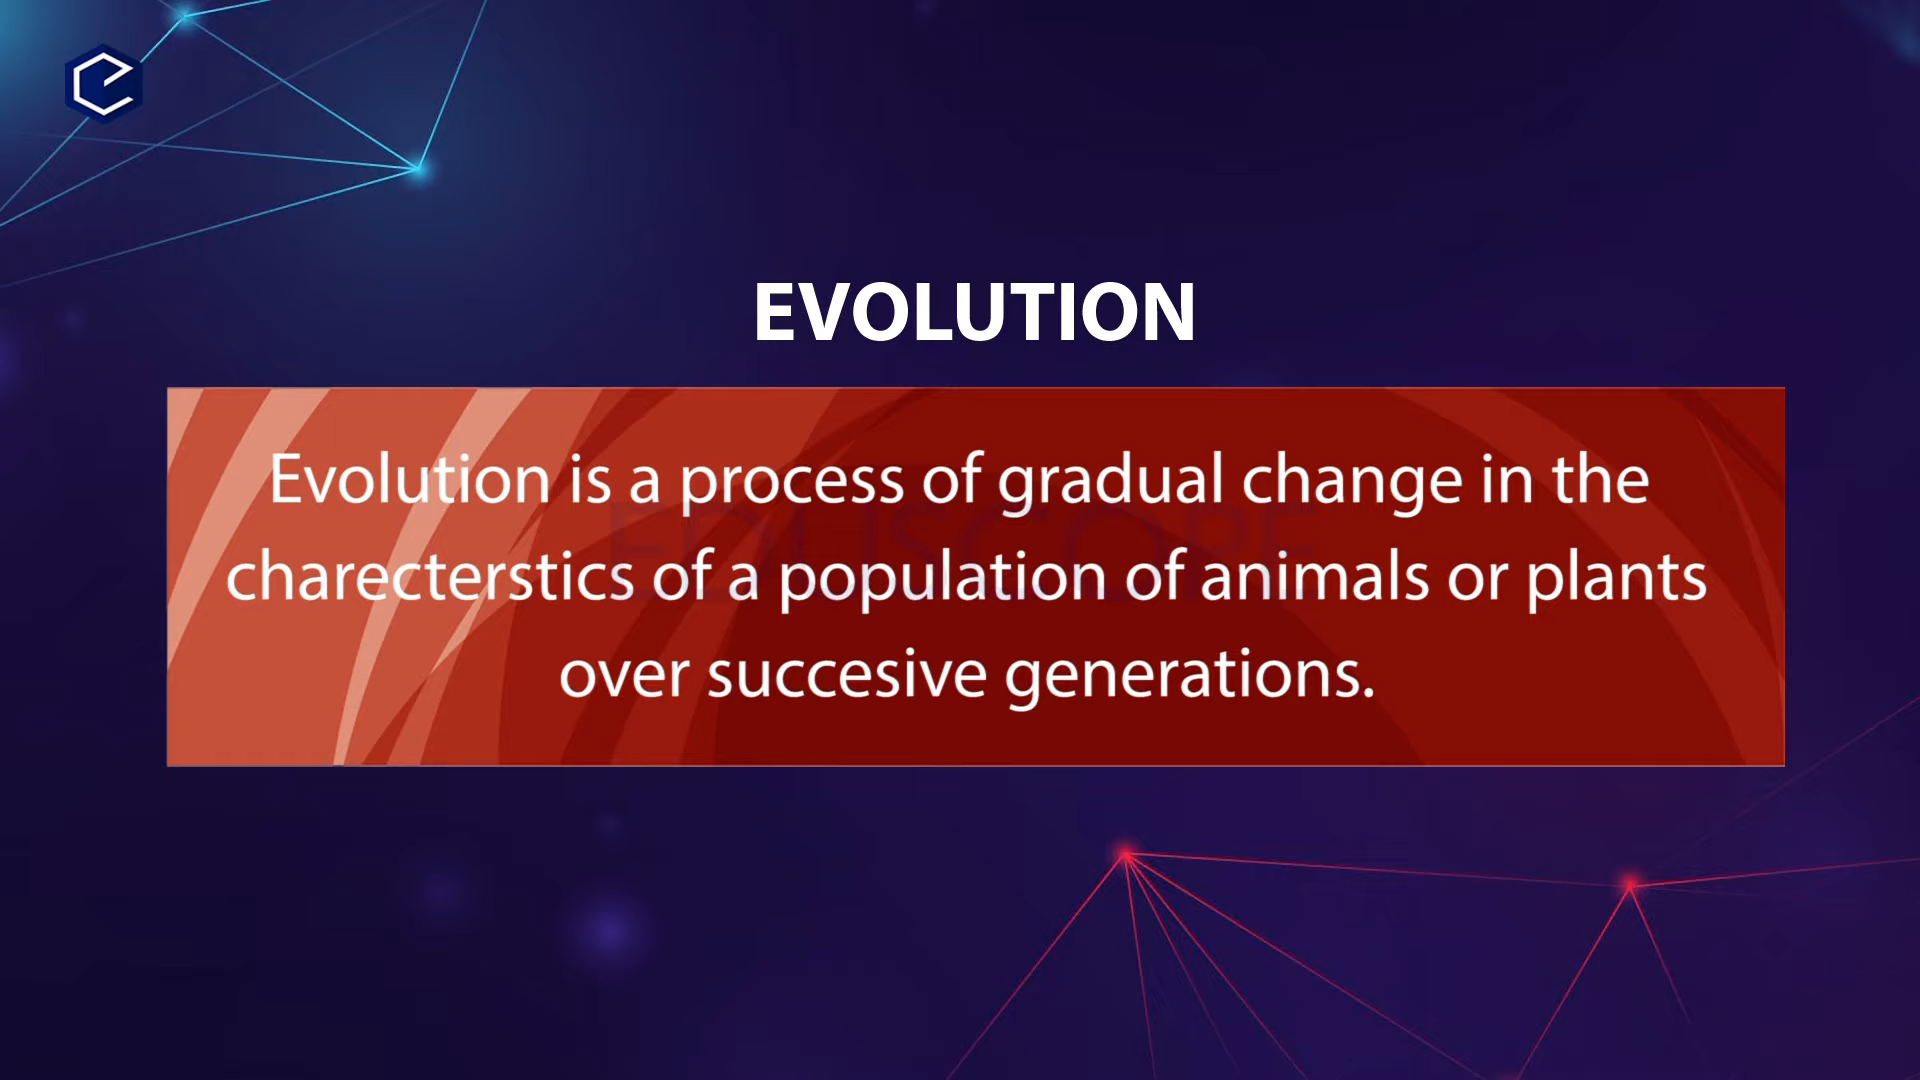 EVOLUTION
Evolution is a process of gradual change in the
charecterstics of a population of animals or plants
over succesive generations.
EDUSCOPE